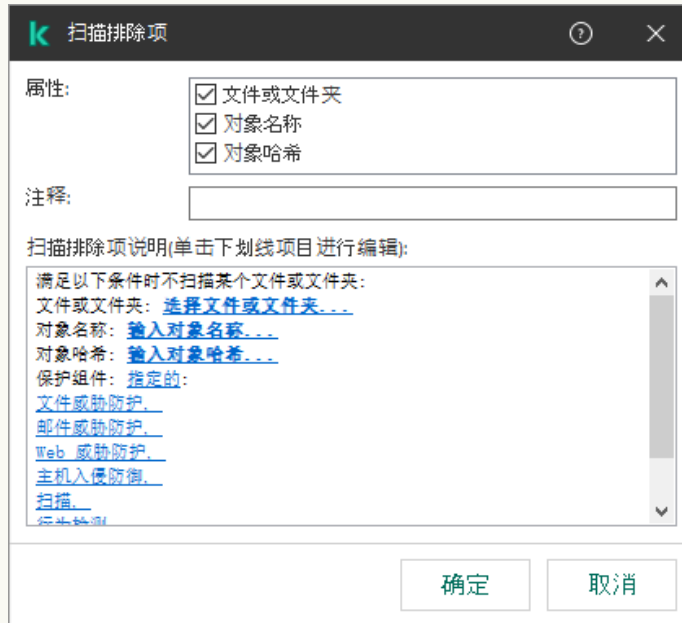 扫描排除项
属性:
文件或文件夹
对象名称
对象哈希
注释:
扫描排除项说明(单击下划线项目进行编辑):
满足以下条件时不扫描某个文件或文件夹:
文件或文件夹: 选择文件或文件夹...
对象名称: 输入对象名称...
对象哈希: 输入对象哈希...
保护组件: 指定的:
文件威胁防护,
邮件威胁防护,
Web 威胁防护,
主机入侵防御,
扫描,
行为检测
确定 取消